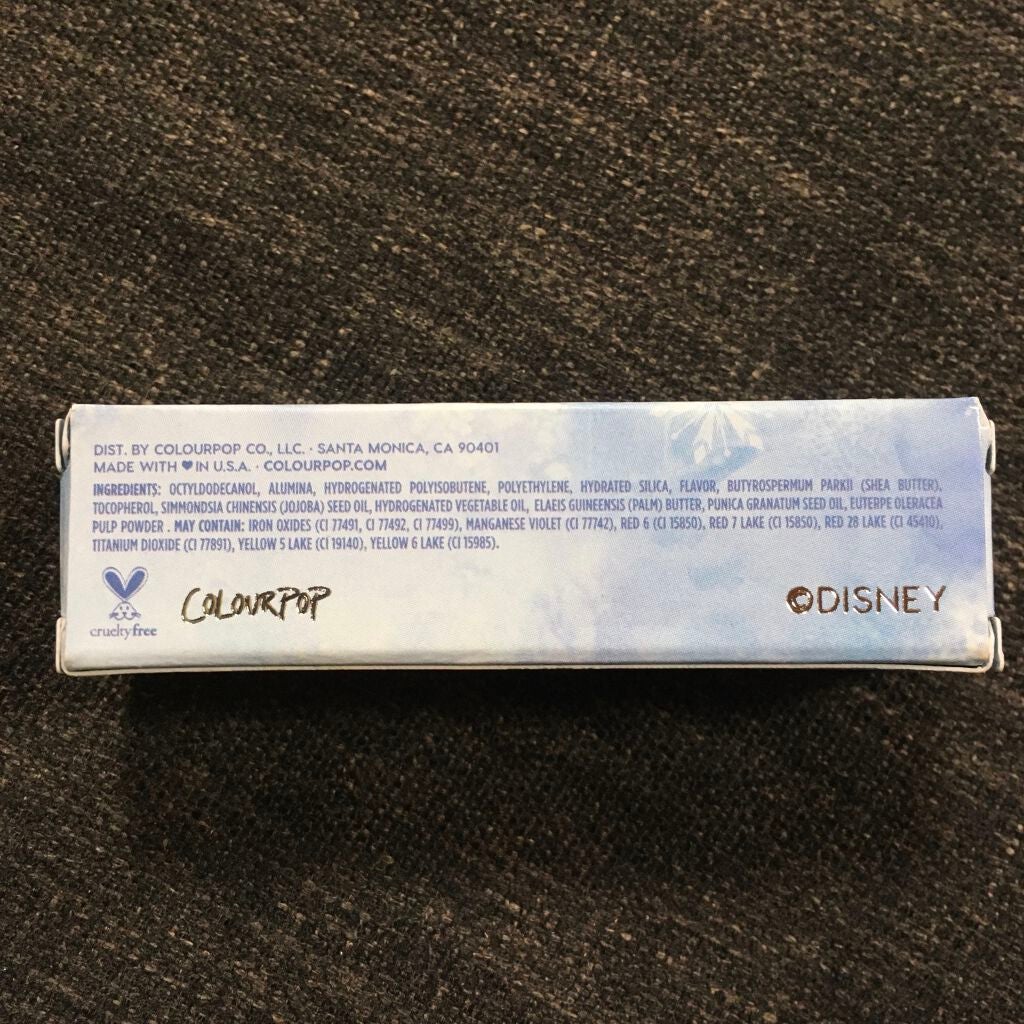 DIST. BY COLOURPOP CO., LLC. · SANTA MONICA, CA 90401
MADE WITH ♥ IN U.S.A. · COLOURPOP.COM
INGREDIENTS: OCTYLDODECANOL, ALUMINA, HYDROGENATED POLYISOBUTENE, POLYETHYLENE, HYDRATED SILICA, FLAVOR, BUTYROSPERMUM PARKII (SHEA BUTTER),
TOCOPHEROL, SIMMONDSIA CHINENSIS (JOJOBA) SEED OIL, HYDROGENATED VEGETABLE OIL, ELAEIS GUINEENSIS (PALM) BUTTER, PUNICA GRANATUM SEED OIL, EUTERPE OLERACEA
PULP POWDER . MAY CONTAIN: IRON OXIDES (CI 77491, CI 77492, CI 77499), MANGANESE VIOLET (CI 77742), RED 6 (CI 15850), RED 7 LAKE (CI 15850), RED 28 LAKE (CI 45410),
TITANIUM DIOXIDE (CI 77891), YELLOW 5 LAKE (CI 19140), YELLOW 6 LAKE (CI 15985).
crueltyfree
COLOURPOP
©DISNEY